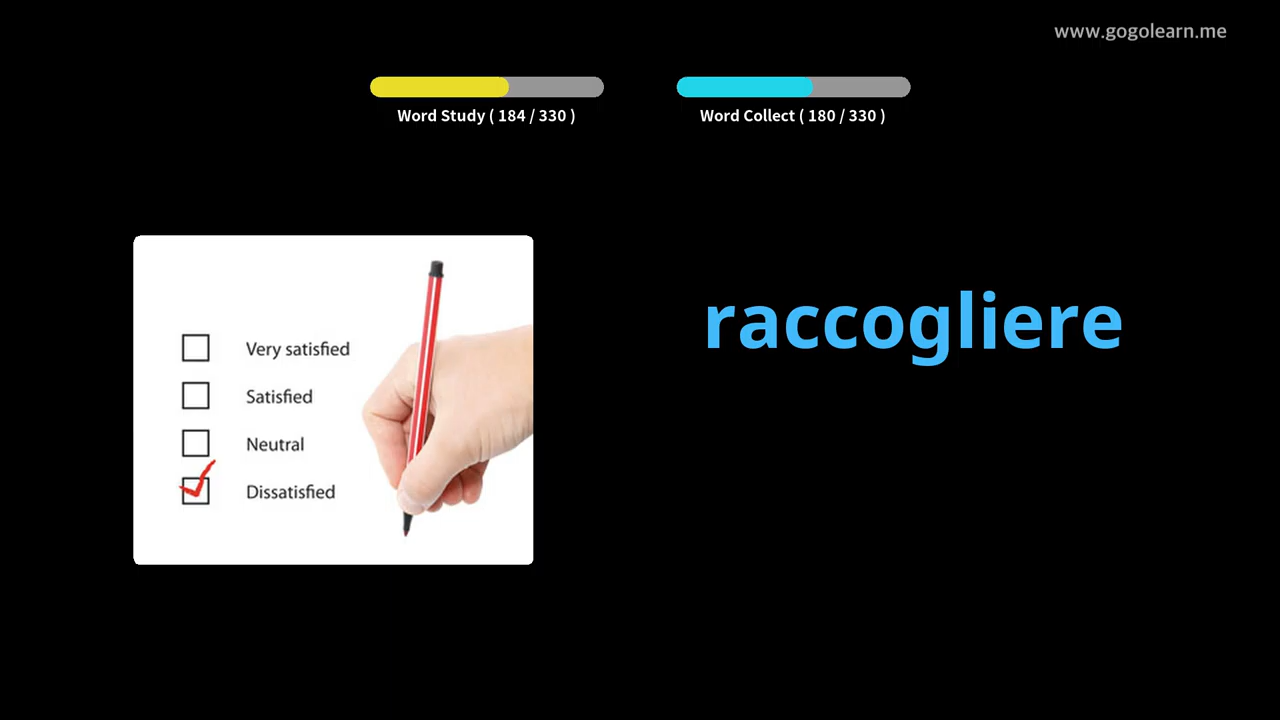 www.gogolearn.me
Word Study ( 184 / 330 )
Word Collect ( 180 / 330 )
Very satisfied
Satisfied
Neutral
Dissatisfied
raccogliere